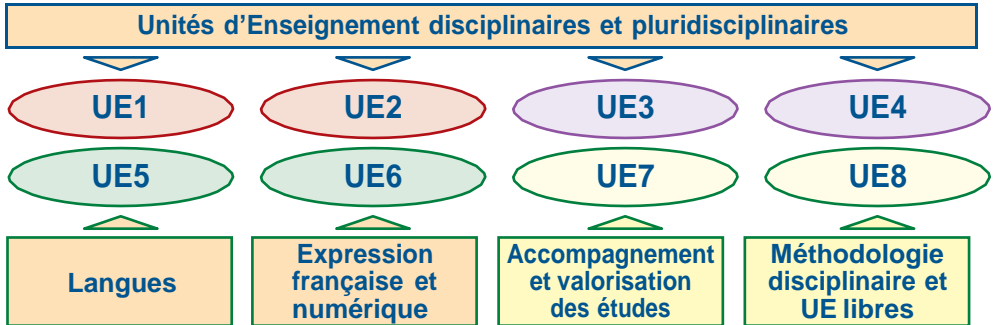 Unités d’Enseignement disciplinaires et pluridisciplinaires
UE1
UE2
UE3
UE4
UE5
UE6
UE7
UE8
Langues
Expression
française et
numérique
Accompagnement
et valorisation
des études
Méthodologie
disciplinaire et
UE libres